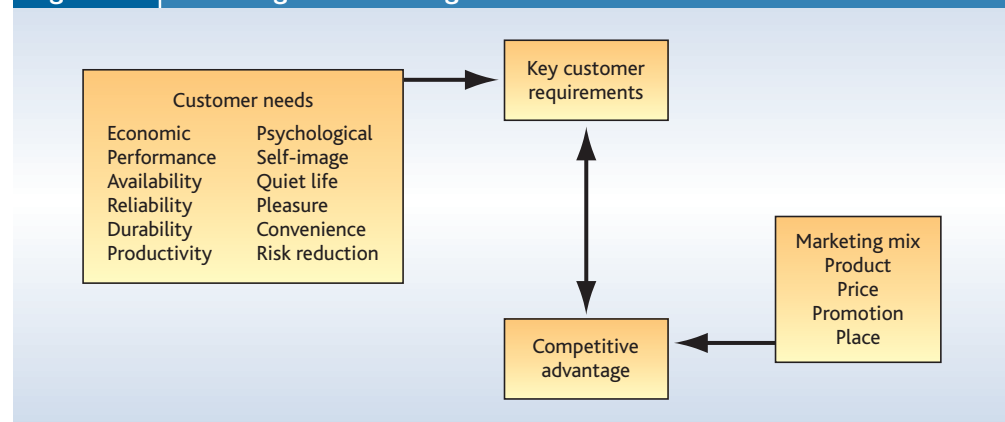 Customer needs
Economic
Performance
Availability
Reliability
Durability
Productivity
Psychological
Self-image
Quiet life
Pleasure
Convenience
Risk reduction
Key customer
requirements
Marketing mix
Product
Price
Promotion
Place
Competitive
advantage